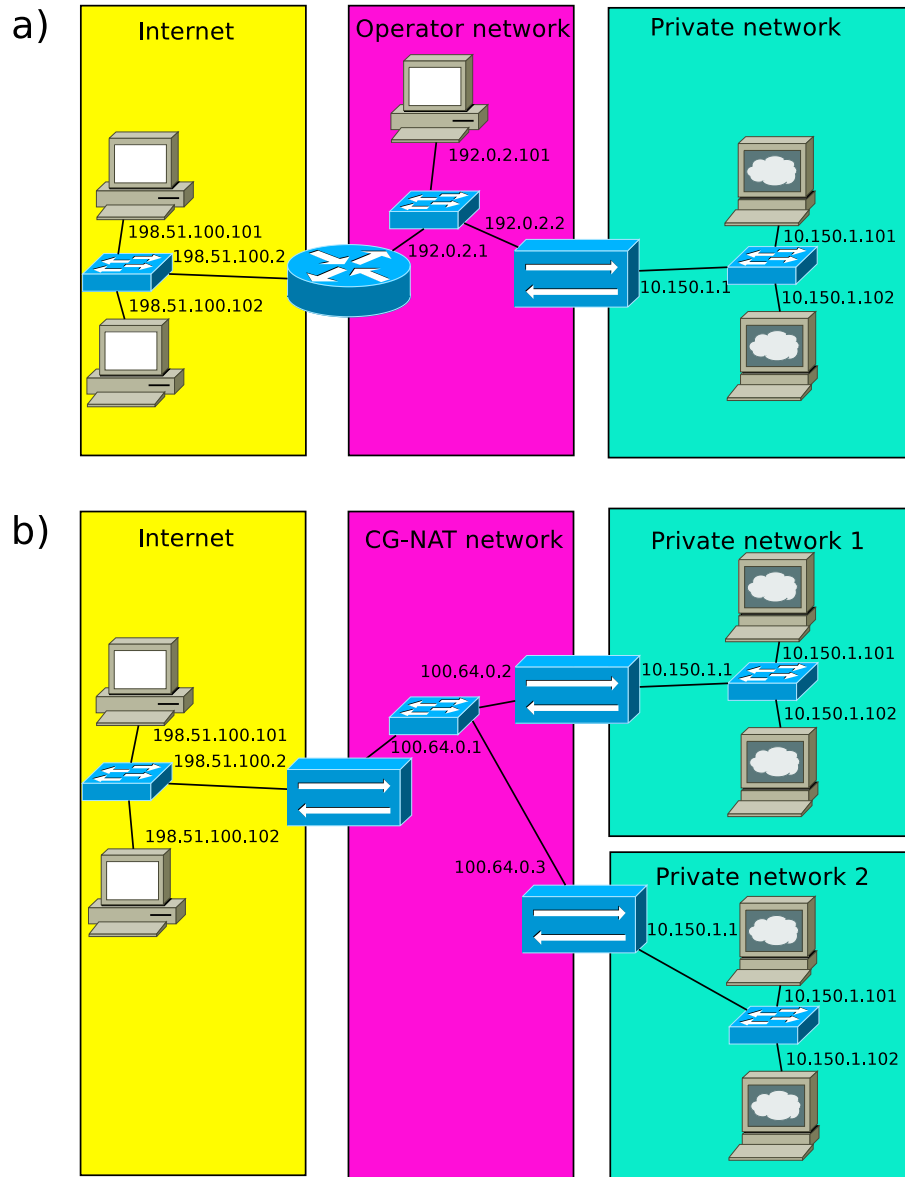 a)
Internet
Operator network
Private network
192.0.2.101
198.51.100.101
192.0.2.2
10.150.1.101
198.51.100.2
192.0.2.1
10.150.1.1
10.150.1.102
198.51.100.102
b)
Internet
CG-NAT network
Private network 1
10.150.1.101
100.64.0.2
10.150.1.1
10.150.1.102
198.51.100.101
100.64.0.1
198.51.100.2
198.51.100.102
100.64.0.3
Private network 2
10.150.1.1
10.150.1.101
10.150.1.102